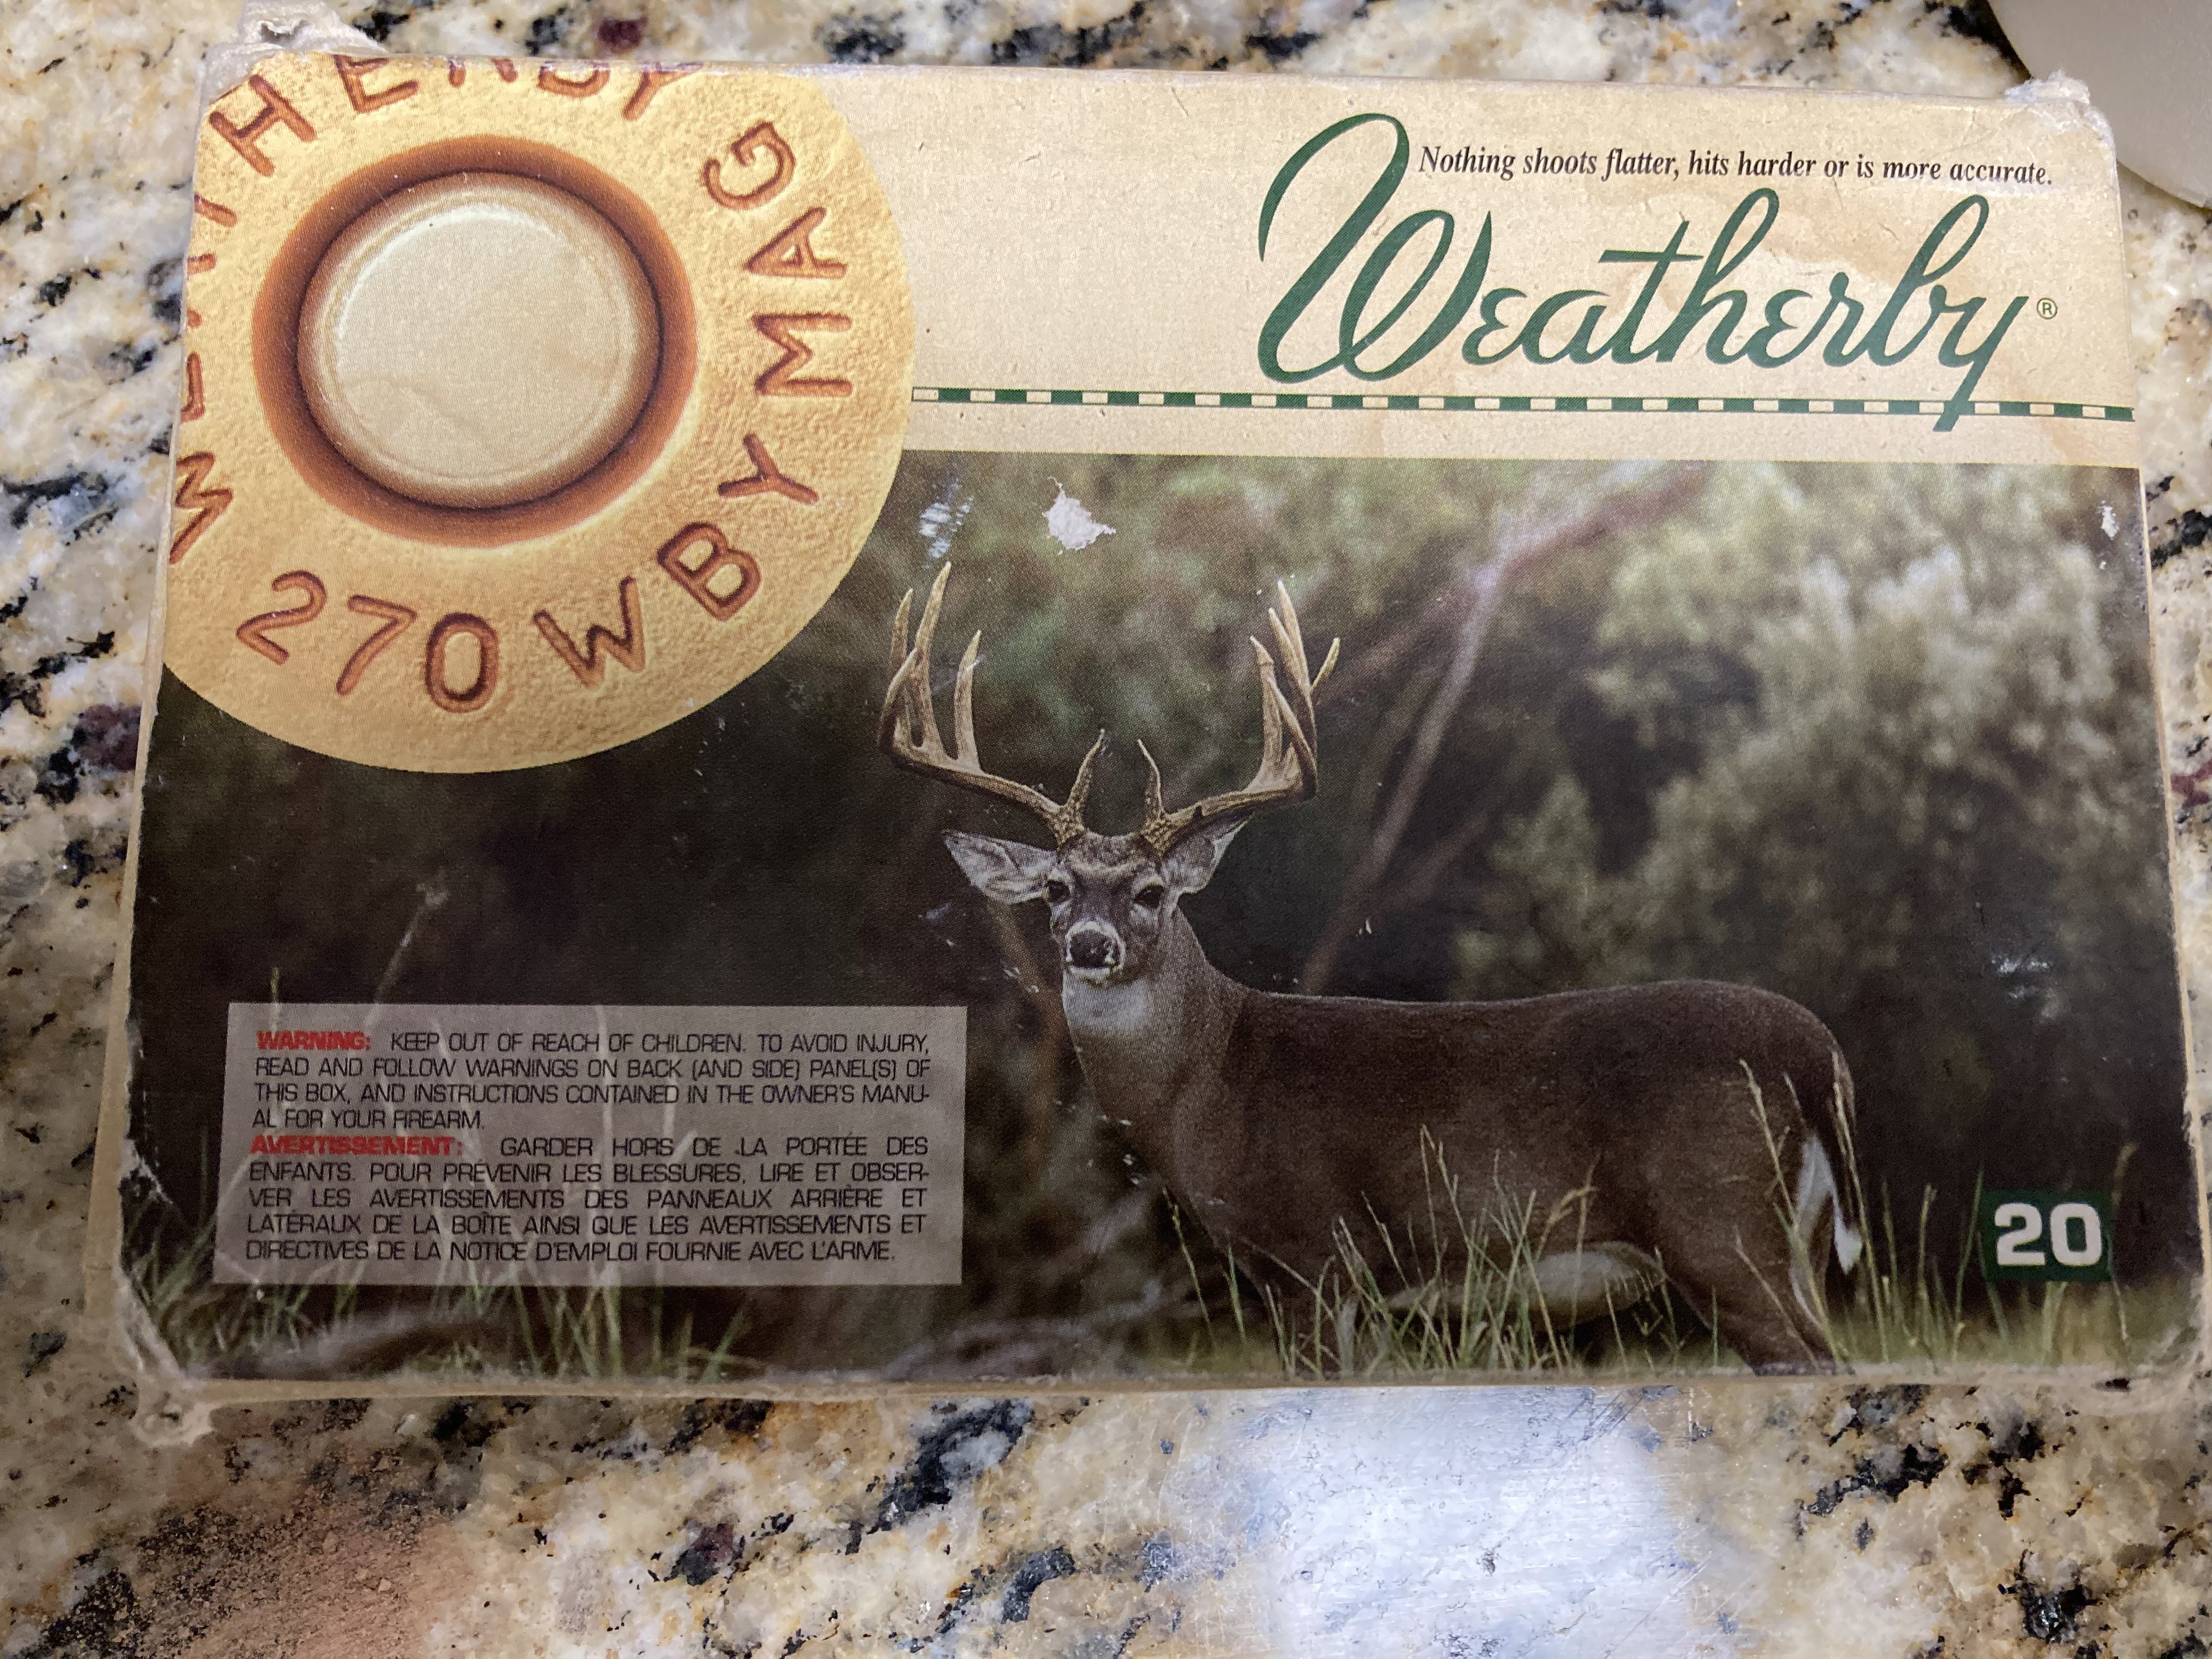 WEATHERBY
270 WBY MAG
Nothing shoots flatter, hits harder or is more accurate.
Weatherby®
WARNING: KEEP OUT OF REACH OF CHILDREN. TO AVOID INJURY,
READ AND FOLLOW WARNINGS ON BACK (AND SIDE) PANEL(S) OF
THIS BOX, AND INSTRUCTIONS CONTAINED IN THE OWNER'S MANU-
AL FOR YOUR FIREARM.
AVERTISSEMENT: GARDER HORS DE LA PORTÉE DES
ENFANTS. POUR PRÉVENIR LES BLESSURES, LIRE ET OBSER-
VER LES AVERTISSEMENTS DES PANNEAUX ARRIÈRE ET
LATÉRAUX DE LA BOÎTE AINSI QUE LES AVERTISSEMENTS ET
DIRECTIVES DE LA NOTICE D'EMPLOI FOURNIE AVEC L'ARME.
20